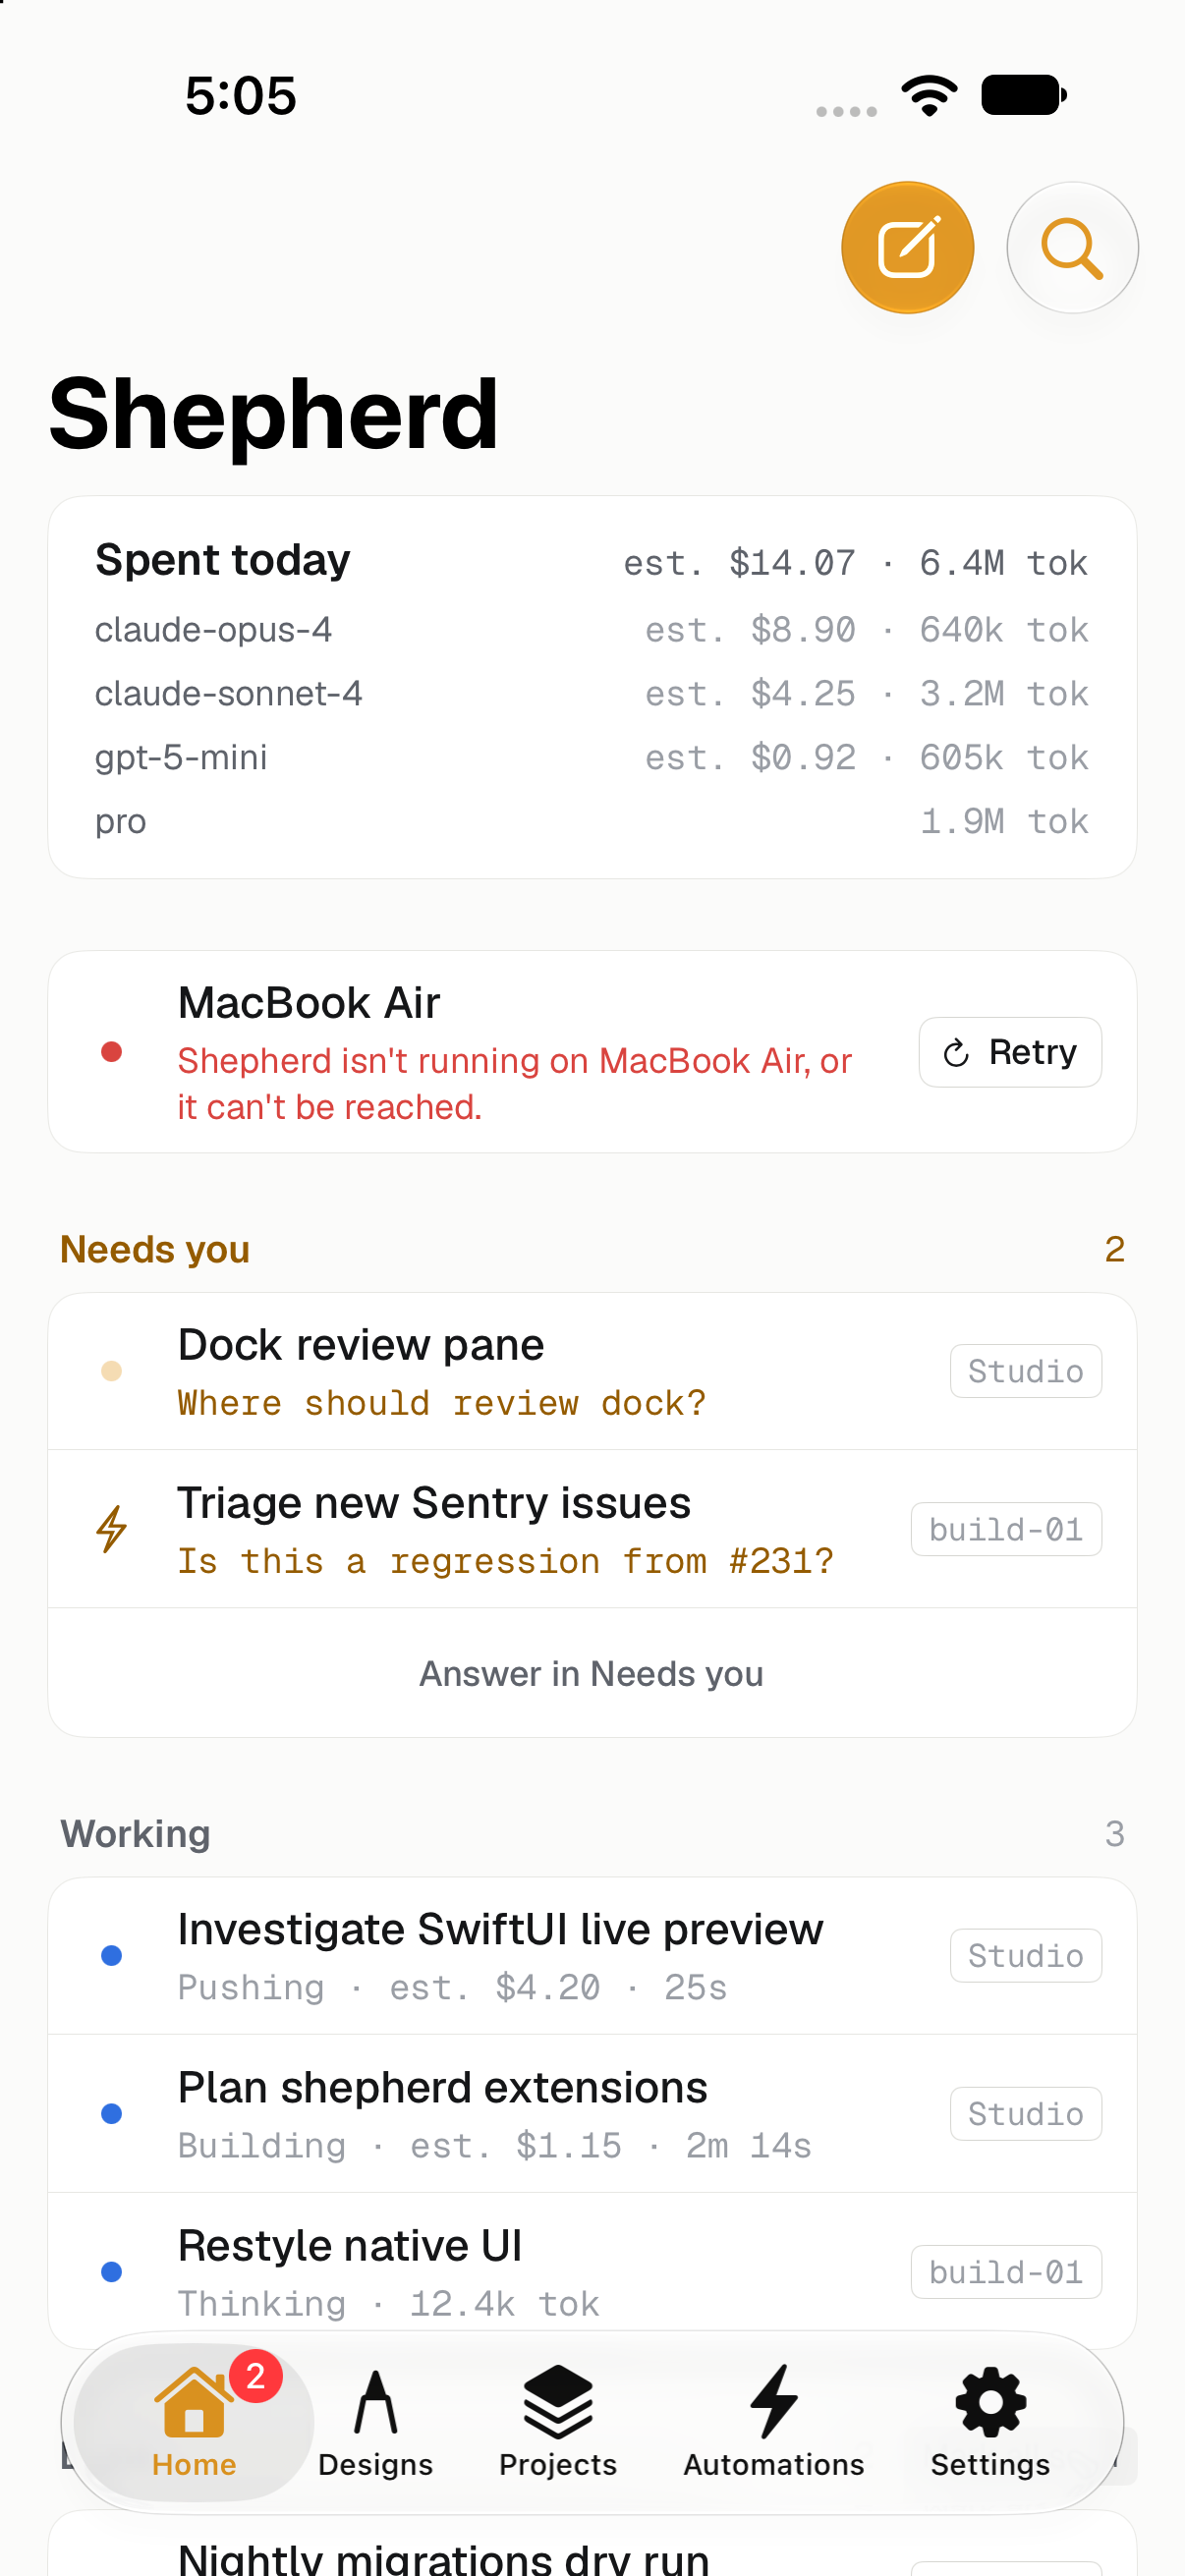 5:05
Shepherd
Spent today est. $14.07 · 6.4M tok
claude-opus-4 est. $8.90 · 640k tok
claude-sonnet-4 est. $4.25 · 3.2M tok
gpt-5-mini est. $0.92 · 605k tok
pro 1.9M tok
MacBook Air
Shepherd isn't running on MacBook Air, or
it can't be reached.
Retry
Needs you 2
Dock review pane
Where should review dock?
Studio
Triage new Sentry issues
Is this a regression from #231?
build-01
Answer in Needs you
Working 3
Investigate SwiftUI live preview
Pushing · est. $4.20 · 25s
Studio
Plan shepherd extensions
Building · est. $1.15 · 2m 14s
Studio
Restyle native UI
Thinking · 12.4k tok
build-01
2
Home Designs Projects Automations Settings
Nightly migrations dry run